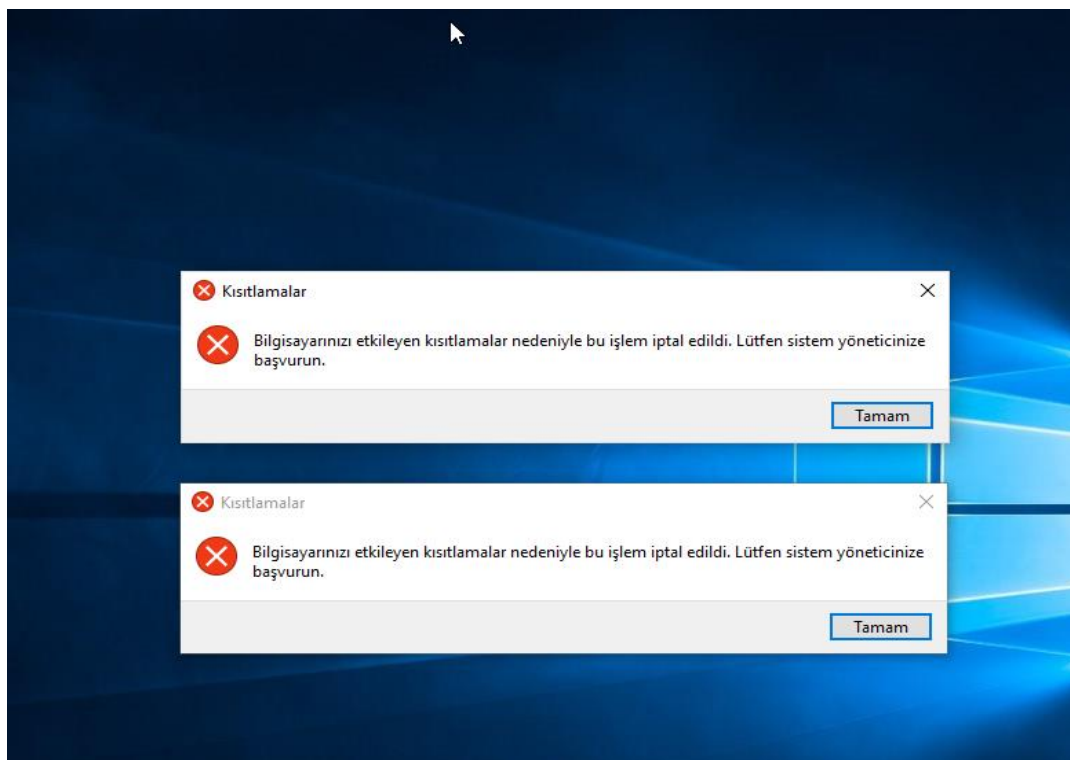 Kısıtlamalar
Bilgisayarınızı etkileyen kısıtlamalar nedeniyle bu işlem iptal edildi. Lütfen sistem yöneticinize
başvurun.
Tamam
Kısıtlamalar
Bilgisayarınızı etkileyen kısıtlamalar nedeniyle bu işlem iptal edildi. Lütfen sistem yöneticinize
başvurun.
Tamam